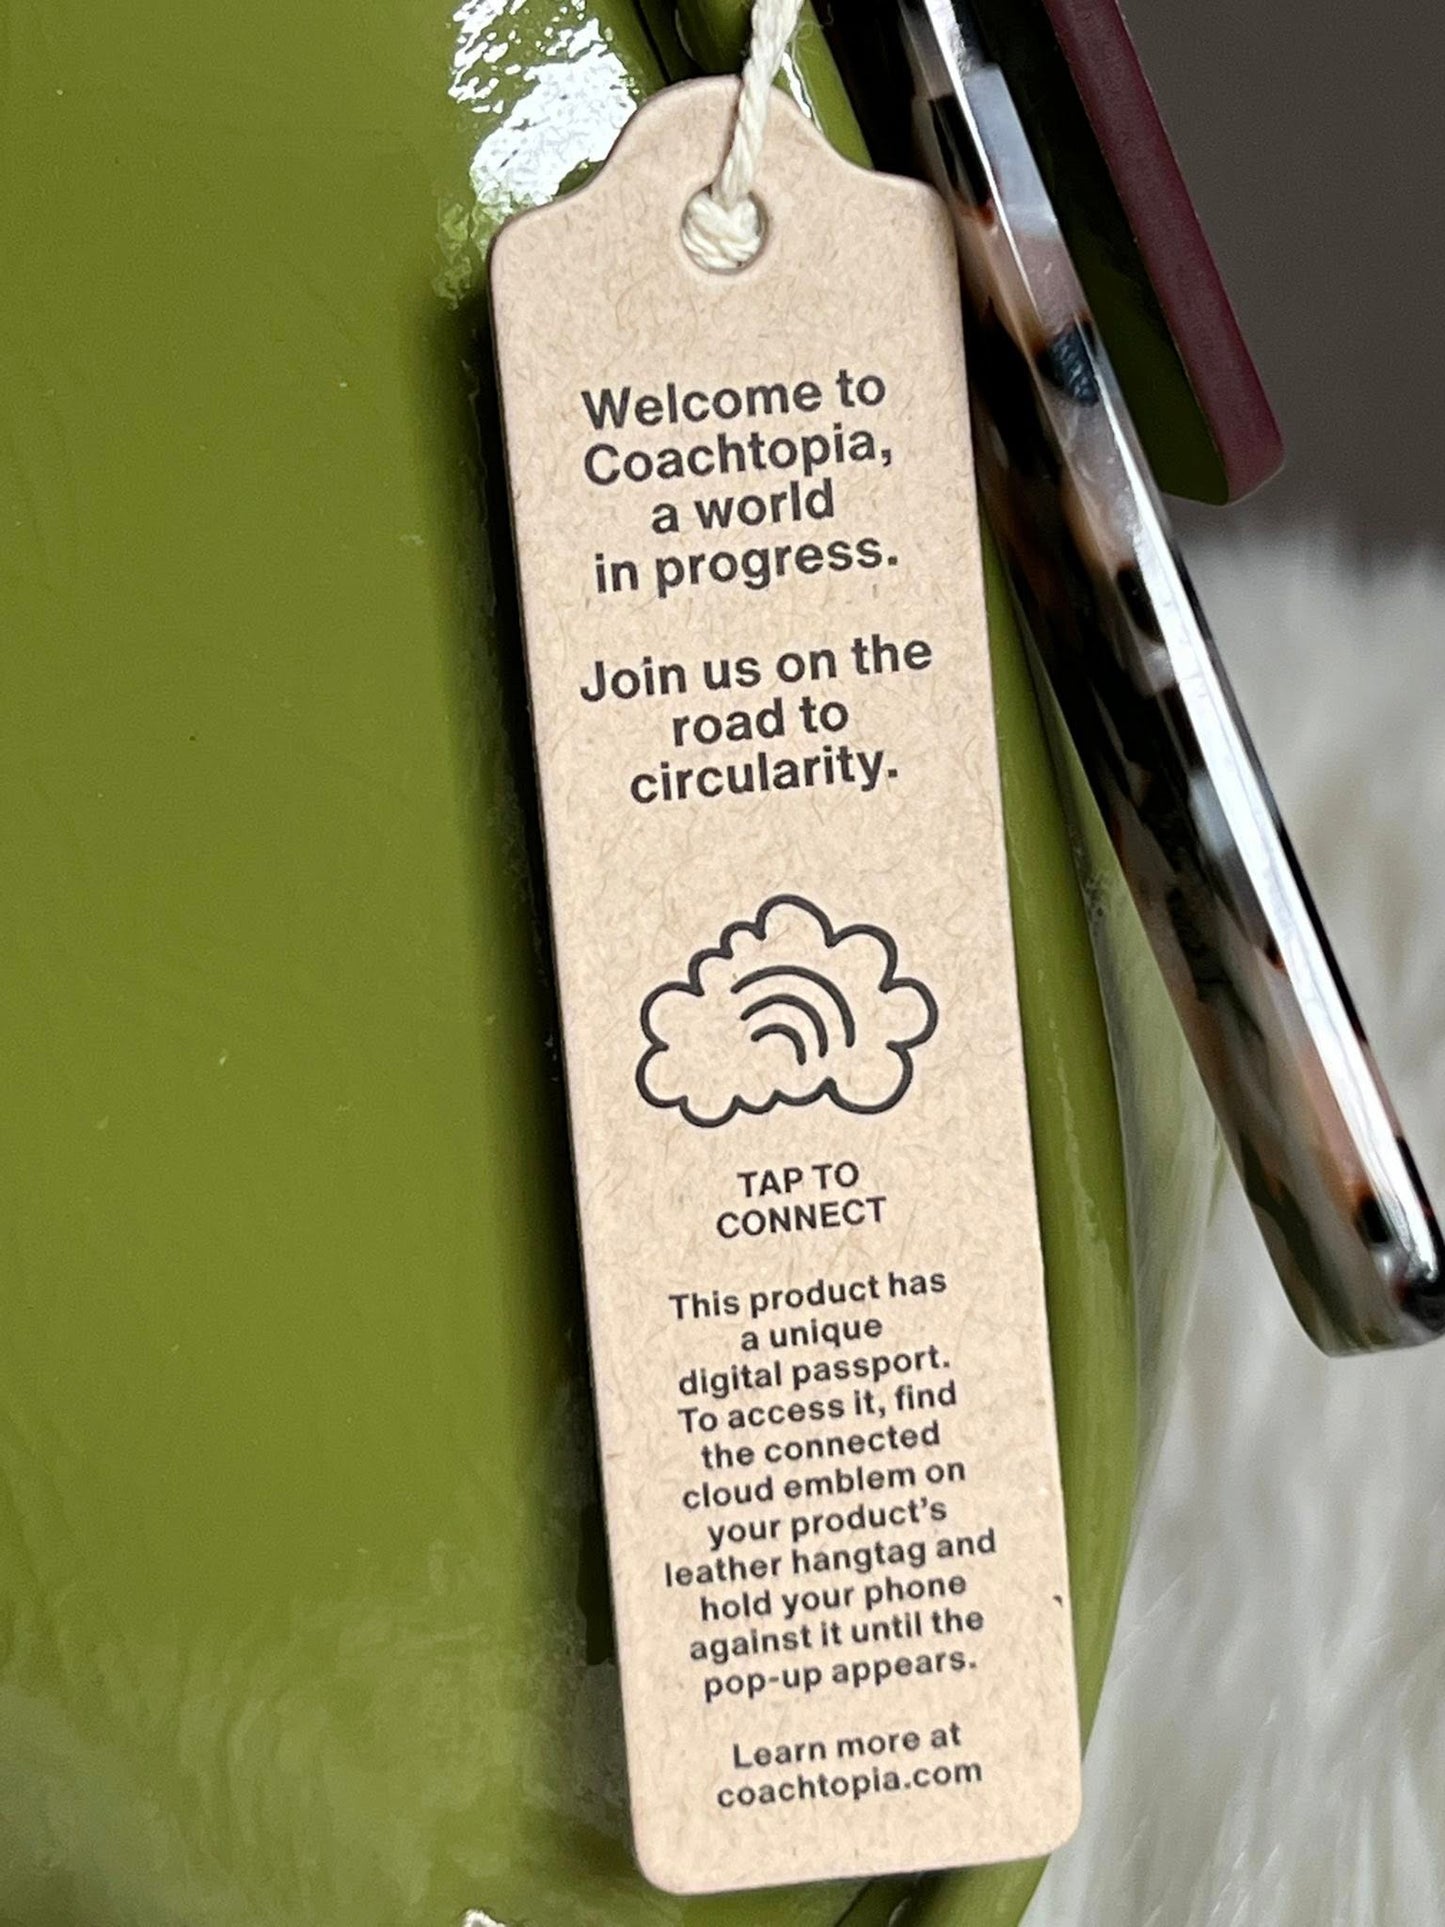 Welcome to
Coachtopia,
a world
in progress.
Join us on the
road to
circularity.
TAP TO
CONNECT
This product has
a unique
digital passport.
To access it, find
the connected
cloud emblem on
your product's
leather hangtag and
hold your phone
against it until the
pop-up appears.
Learn more at
coachtopia.com